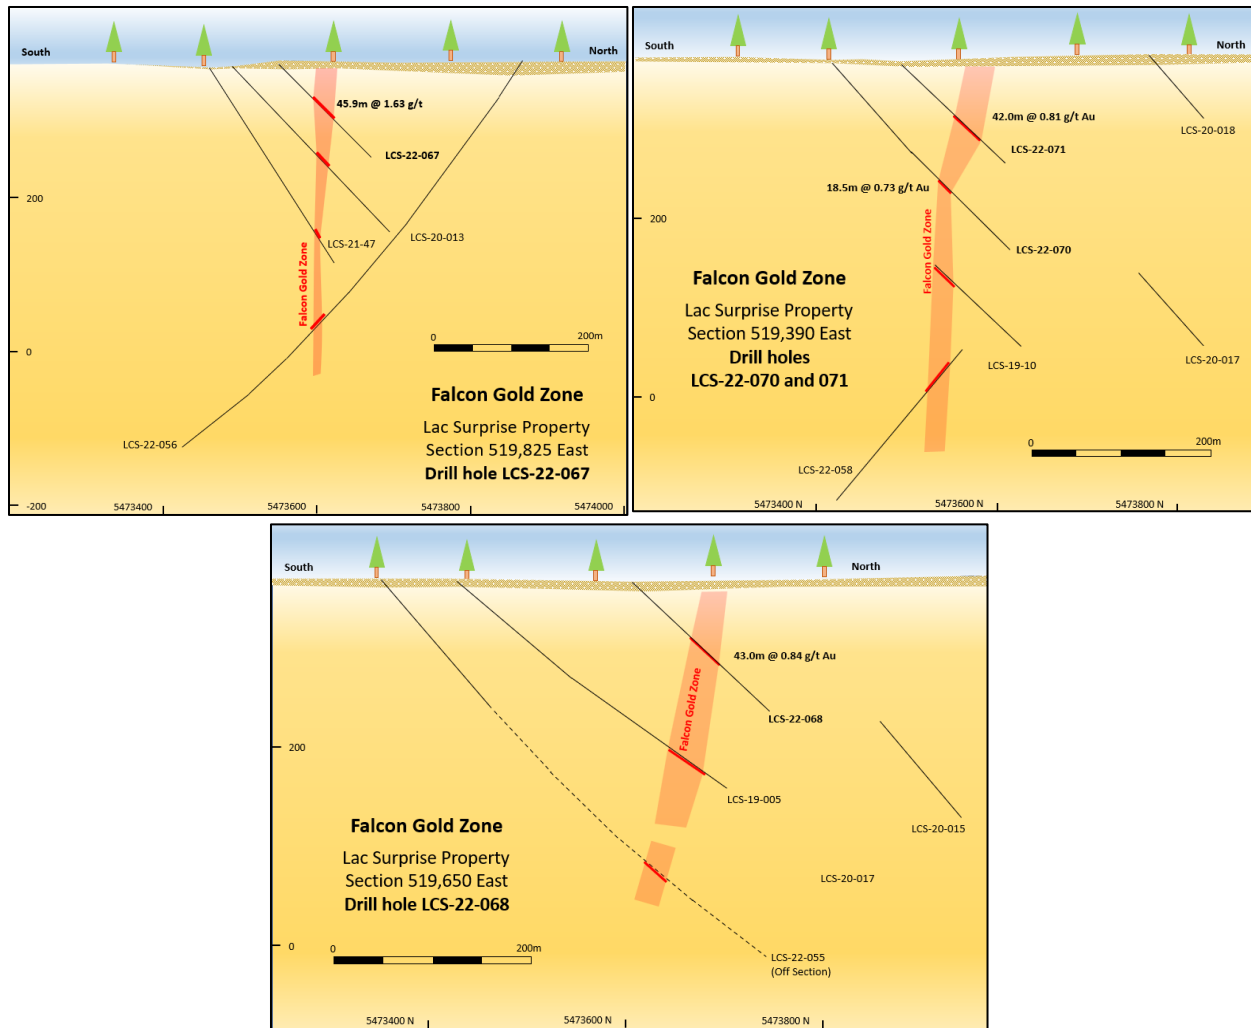 South
North
45.9m @ 1.63 g/t
LCS-22-067
200
LCS-21-47
LCS-20-013
Falcon Gold Zone
0
200m
0
Falcon Gold Zone
Lac Surprise Property
Section 519,825 East
Drill hole LCS-22-067
LCS-22-056
-200
5473400
5473600
5473800
5474000
South
North
42.0m @ 0.81 g/t Au
LCS-20-018
LCS-22-071
18.5m @ 0.73 g/t Au
200
Falcon Gold Zone
LCS-22-070
Falcon Gold Zone
Lac Surprise Property
Section 519,390 East
Drill holes
LCS-22-070 and 071
LCS-20-017
LCS-19-10
0
0
200m
LCS-22-058
5473400 N
5473600 N
5473800 N
South
North
43.0m @ 0.84 g/t Au
Falcon Gold Zone
LCS-22-068
200
LCS-19-005
LCS-20-015
Falcon Gold Zone
Lac Surprise Property
Section 519,650 East
Drill hole LCS-22-068
LCS-20-017
0
200m
0
LCS-22-055
(Off Section)
5473400 N
5473600 N
5473800 N